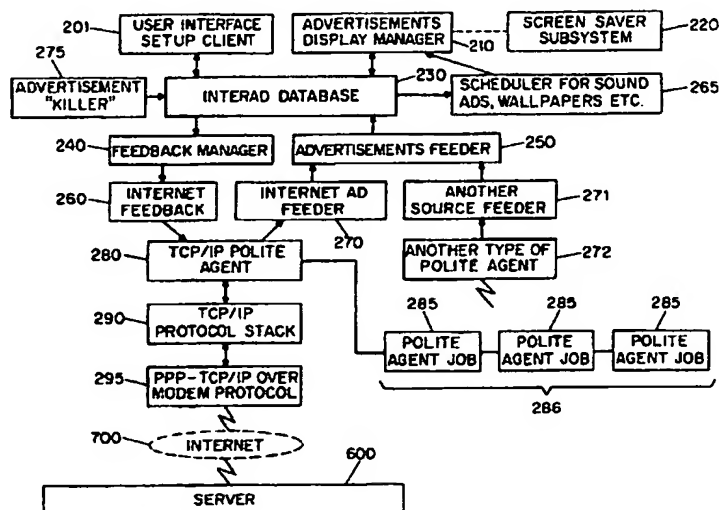 201
USER INTERFACE
SETUP CLIENT
ADVERTISEMENTS
DISPLAY MANAGER
210
SCREEN SAVER
SUBSYSTEM
220
275
230
ADVERTISEMENT
"KILLER"
INTERAD DATABASE
SCHEDULER FOR SOUND
ADS, WALLPAPERS ETC.
265
240
FEEDBACK MANAGER
ADVERTISEMENTS FEEDER
250
260
INTERNET
FEEDBACK
INTERNET AD
FEEDER
270
ANOTHER
SOURCE FEEDER
271
280
TCP/IP POLITE
AGENT
ANOTHER TYPE OF
POLITE AGENT
272
290
TCP/IP
PROTOCOL STACK
285
285
285
POLITE
AGENT JOB
POLITE
AGENT JOB
POLITE
AGENT JOB
295
PPP-TCP/IP OVER
MODEM PROTOCOL
286
700
INTERNET
600
SERVER